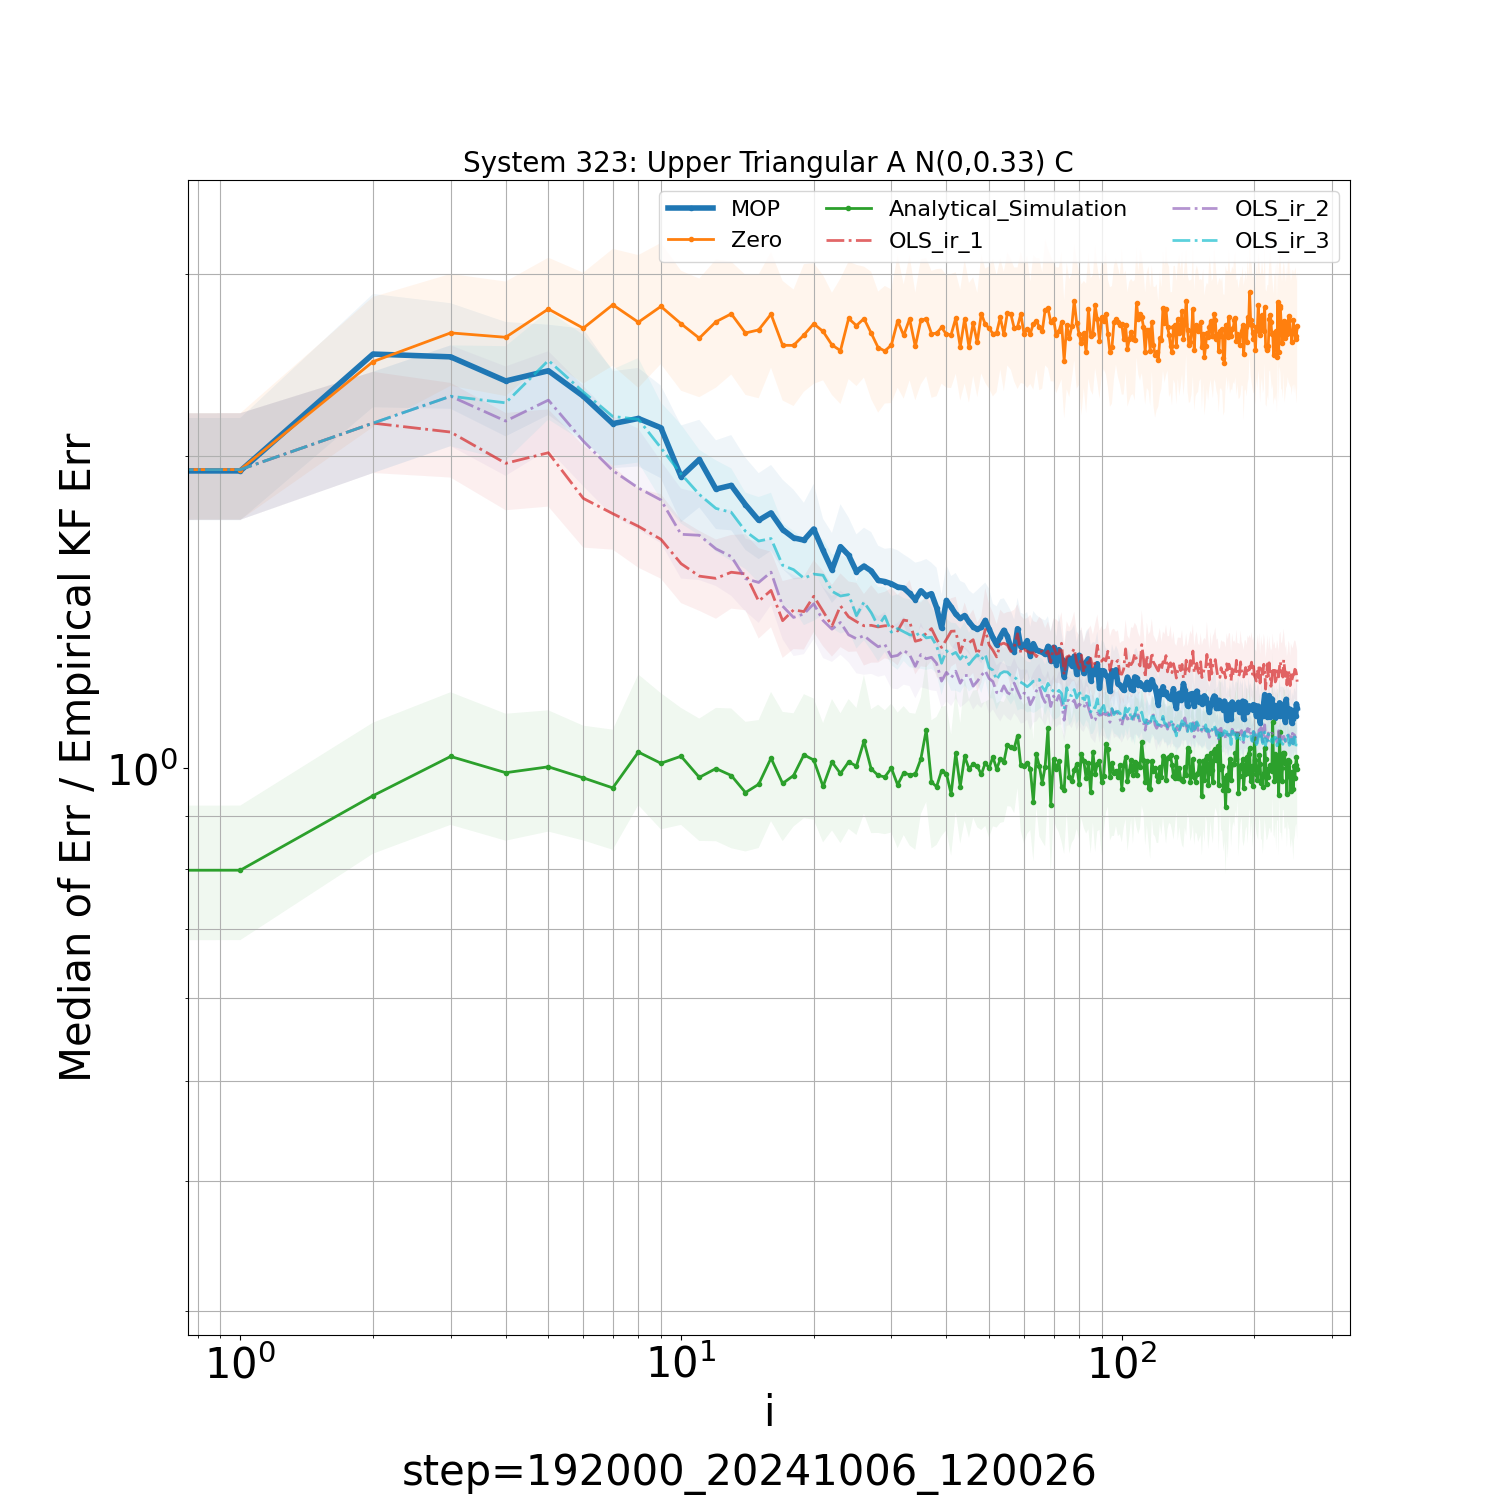 System 323: Upper Triangular A N(0,0.33) C
MOP
Zero
Analytical_Simulation
OLS_ir_1
OLS_ir_2
OLS_ir_3
Median of Err / Empirical KF Err
10⁰
10⁰
10¹
10²
i
step=192000_20241006_120026